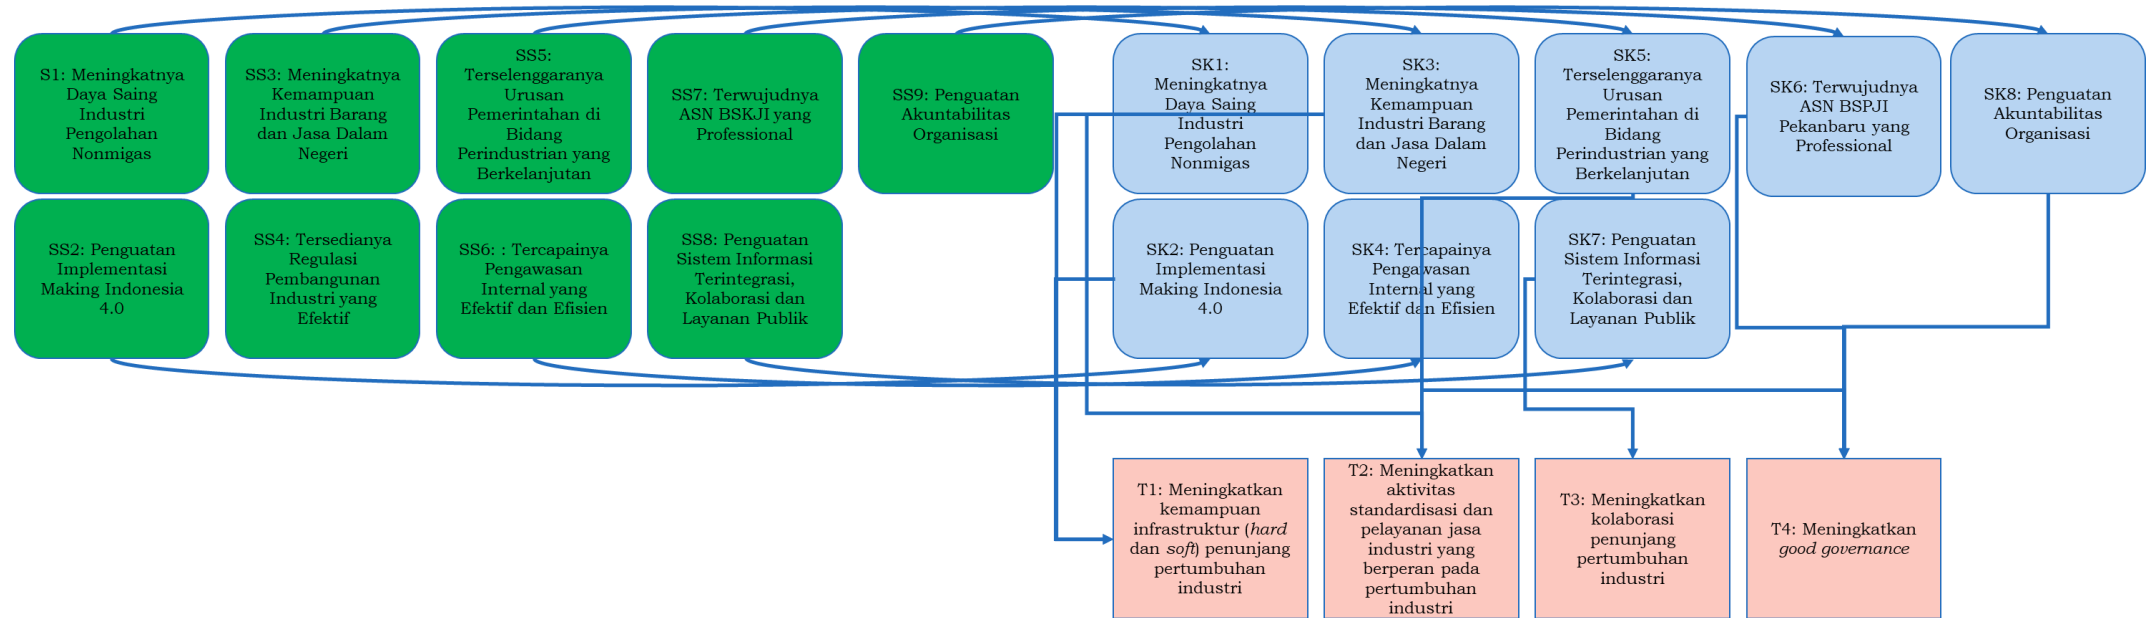 S1: Meningkatnya
Daya Saing
Industri
Pengolahan
Nonmigas
SS3: Meningkatnya
Kemampuan
Industri Barang
dan Jasa Dalam
Negeri
SS5:
Terselenggaranya
Urusan
Pemerintahan di
Bidang
Perindustrian yang
Berkelanjutan
SS7: Terwujudnya
ASN BSKJI yang
Professional
SS9: Penguatan
Akuntabilitas
Organisasi
SK1:
Meningkatnya
Daya Saing
Industri
Pengolahan
Nonmigas
SK3:
Meningkatnya
Kemampuan
Industri Barang
dan Jasa Dalam
Negeri
SK5:
Terselenggaranya
Urusan
Pemerintahan di
Bidang
Perindustrian yang
Berkelanjutan
SK6: Terwujudnya
ASN BSPJI
Pekanbaru yang
Professional
SK8: Penguatan
Akuntabilitas
Organisasi
SS2: Penguatan
Implementasi
Making Indonesia
4.0
SS4: Tersedianya
Regulasi
Pembangunan
Industri yang
Efektif
SS6: : Tercapainya
Pengawasan
Internal yang
Efektif dan Efisien
SS8: Penguatan
Sistem Informasi
Terintegrasi,
Kolaborasi dan
Layanan Publik
SK2: Penguatan
Implementasi
Making Indonesia
4.0
SK4: Tercapainya
Pengawasan
Internal yang
Efektif dan Efisien
SK7: Penguatan
Sistem Informasi
Terintegrasi,
Kolaborasi dan
Layanan Publik
T1: Meningkatkan
kemampuan
infrastruktur (hard
dan soft) penunjang
pertumbuhan
industri
T2: Meningkatkan
aktivitas
standardisasi dan
pelayanan jasa
industri yang
berperan pada
pertumbuhan
industri
T3: Meningkatkan
kolaborasi
penunjang
pertumbuhan
industri
T4: Meningkatkan
good governance